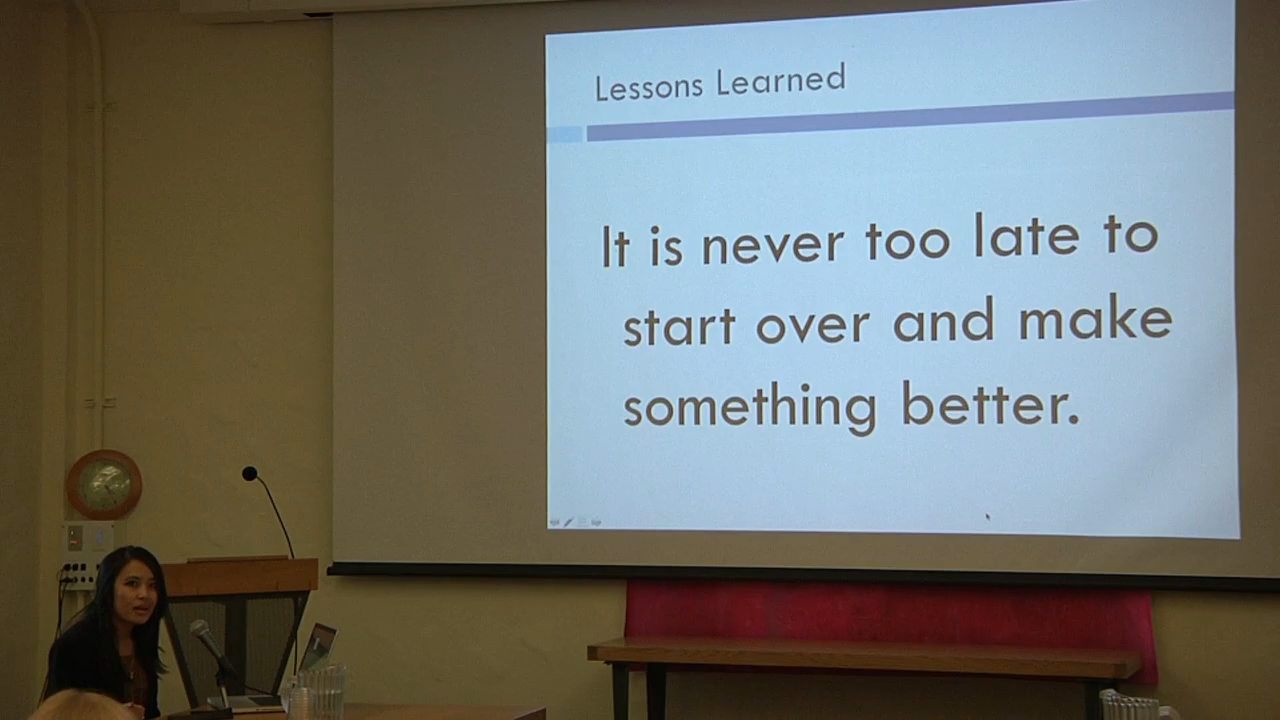 Lessons Learned
It is never too late to
start over and make
something better.